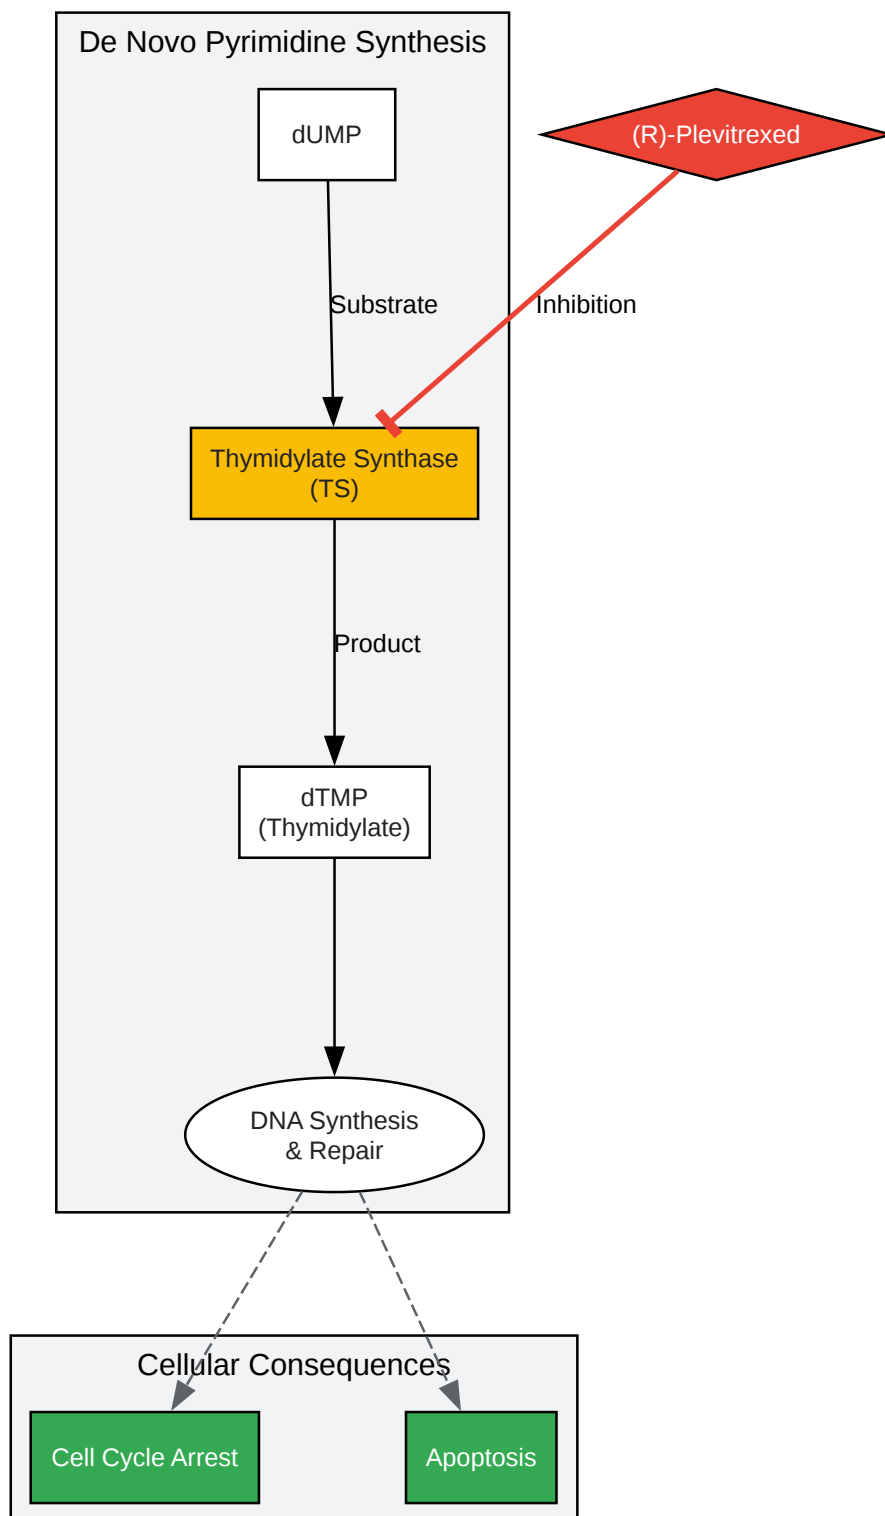 De Novo Pyrimidine Synthesis
dUMP
(R)-Plevitrexed
Substrate
Inhibition
Thymidylate Synthase
(TS)
Product
dTMP
(Thymidylate)
DNA Synthesis
& Repair
Cellular Consequences
Cell Cycle Arrest
Apoptosis